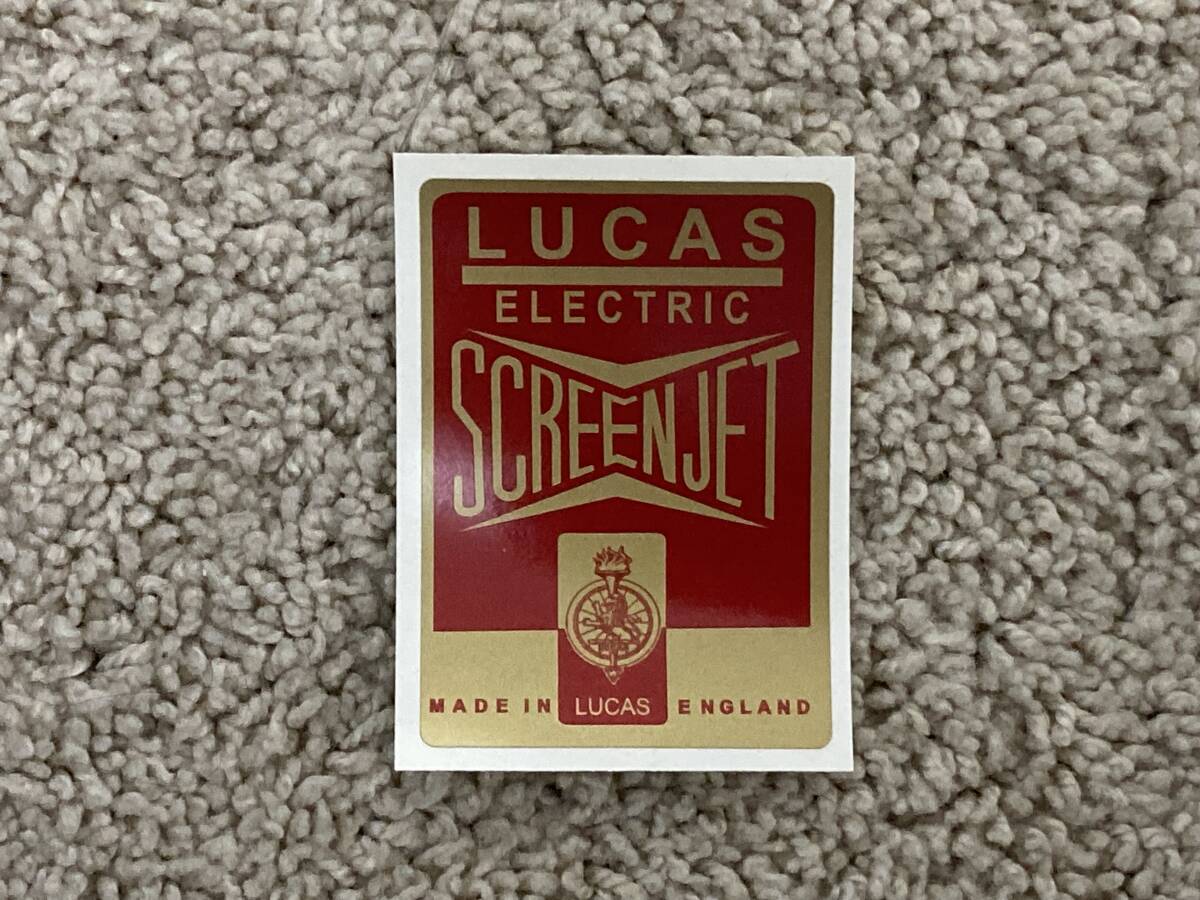 LUCAS
ELECTRIC
SCREENJET
MADE IN LUCAS ENGLAND